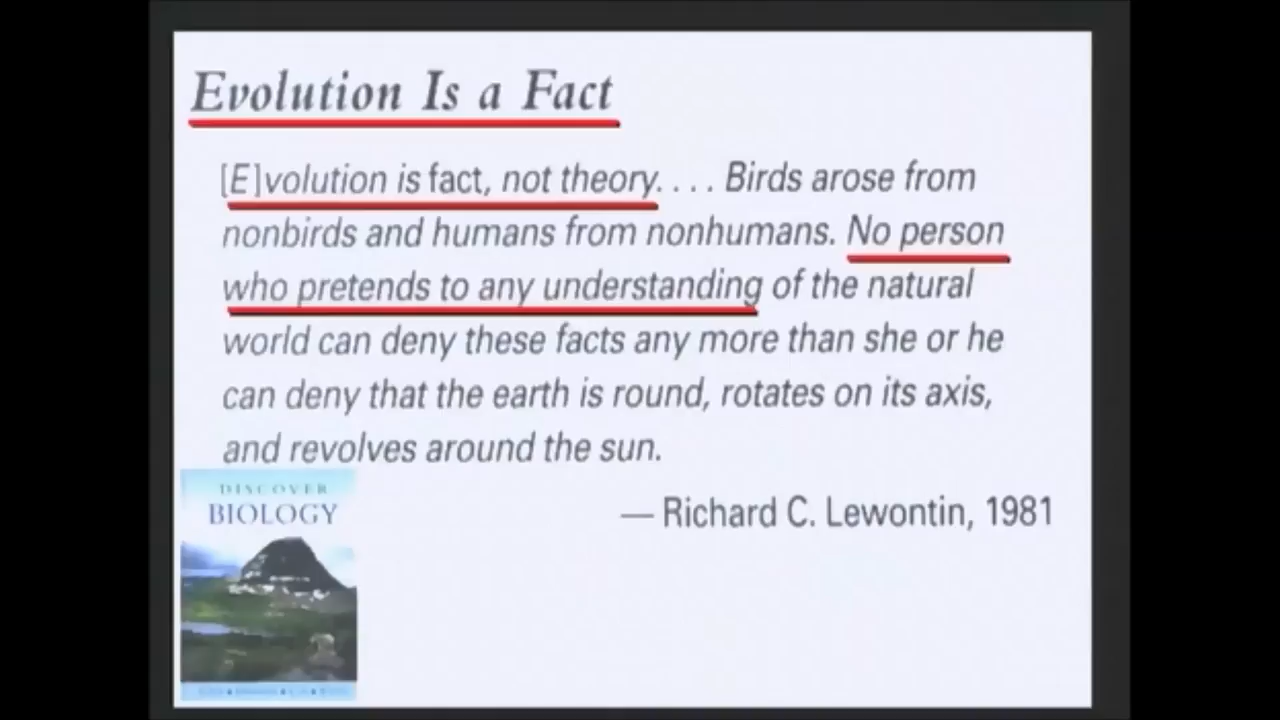 Evolution Is a Fact
[E]volution is fact, not theory. . . . Birds arose from
nonbirds and humans from nonhumans. No person
who pretends to any understanding of the natural
world can deny these facts any more than she or he
can deny that the earth is round, rotates on its axis,
and revolves around the sun.
— Richard C. Lewontin, 1981
DISCOVER
BIOLOGY